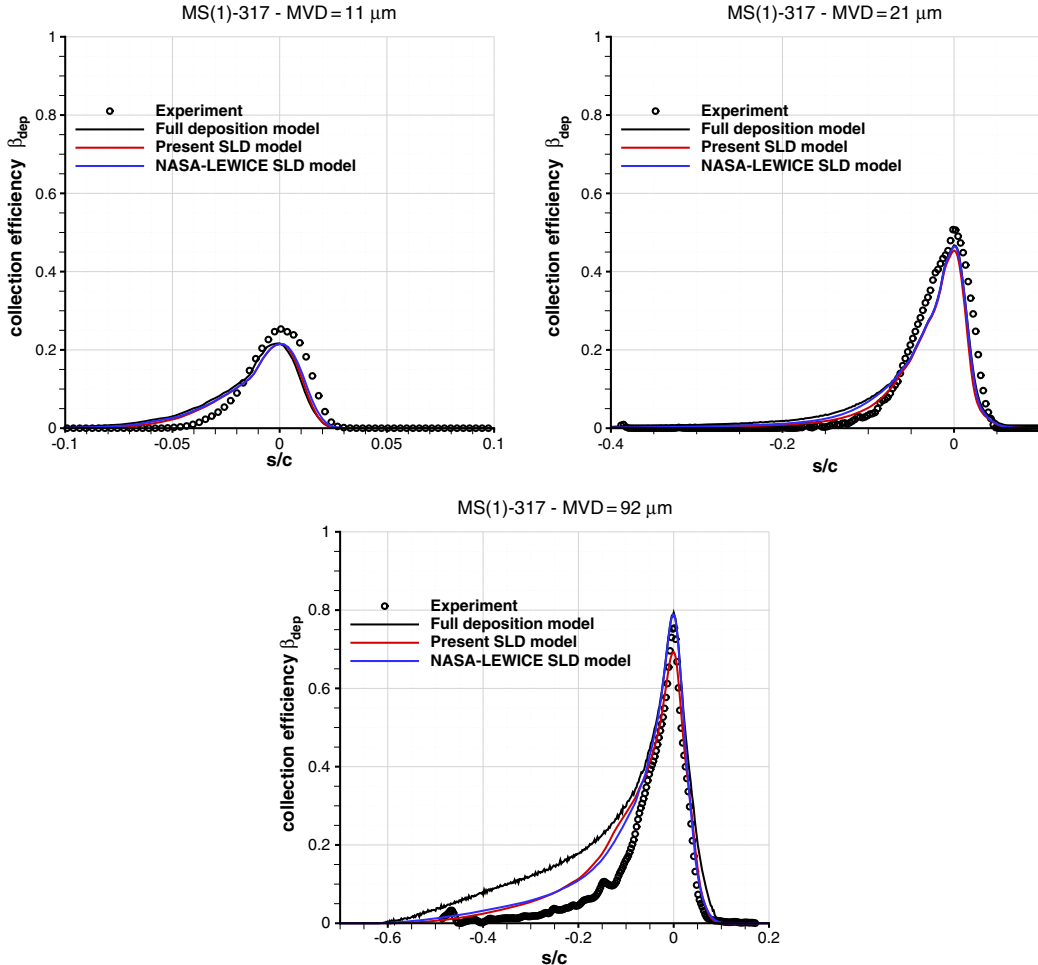 MS(1)-317 - MVD=11 µm
collection efficiency β_dep
1
0.8
0.6
0.4
0.2
0
Experiment
Full deposition model
Present SLD model
NASA-LEWICE SLD model
-0.1
-0.05
0
0.05
0.1
s/c
MS(1)-317 - MVD=21 µm
collection efficiency β_dep
1
0.8
0.6
0.4
0.2
0
Experiment
Full deposition model
Present SLD model
NASA-LEWICE SLD model
-0.4
-0.2
0
s/c
MS(1)-317 - MVD=92 µm
collection efficiency β_dep
1
0.8
0.6
0.4
0.2
0
Experiment
Full deposition model
Present SLD model
NASA-LEWICE SLD model
-0.6
-0.4
-0.2
0
0.2
s/c